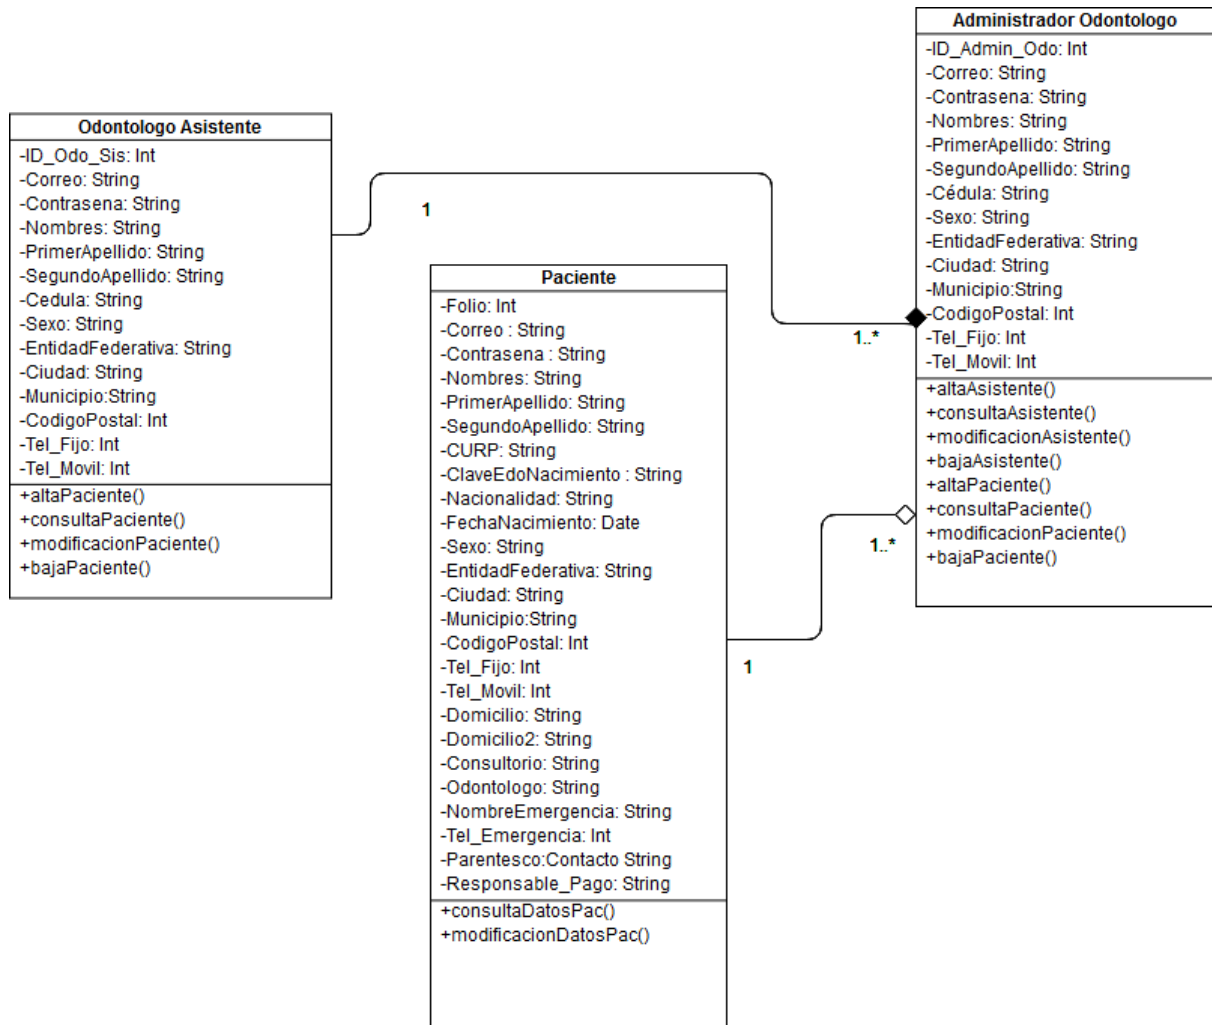 Odontologo Asistente
-ID_Odo_Sis: Int
-Correo: String
-Contrasena: String
-Nombres: String
-PrimerApellido: String
-SegundoApellido: String
-Cedula: String
-Sexo: String
-EntidadFederativa: String
-Ciudad: String
-Municipio:String
-CodigoPostal: Int
-Tel_Fijo: Int
-Tel_Movil: Int
+altaPaciente()
+consultaPaciente()
+modificacionPaciente()
+bajaPaciente()
1
1..*
Paciente
-Folio: Int
-Correo : String
-Contrasena : String
-Nombres: String
-PrimerApellido: String
-SegundoApellido: String
-CURP: String
-ClaveEdoNacimiento : String
-Nacionalidad: String
-FechaNacimiento: Date
-Sexo: String
-EntidadFederativa: String
-Ciudad: String
-Municipio:String
-CodigoPostal: Int
-Tel_Fijo: Int
-Tel_Movil: Int
-Domicilio: String
-Domicilio2: String
-Consultorio: String
-Odontologo: String
-NombreEmergencia: String
-Tel_Emergencia: Int
-Parentesco:Contacto String
-Responsable_Pago: String
+consultaDatosPac()
+modificacionDatosPac()
1
1..*
Administrador Odontologo
-ID_Admin_Odo: Int
-Correo: String
-Contrasena: String
-Nombres: String
-PrimerApellido: String
-SegundoApellido: String
-Cédula: String
-Sexo: String
-EntidadFederativa: String
-Ciudad: String
-Municipio:String
-CodigoPostal: Int
-Tel_Fijo: Int
-Tel_Movil: Int
+altaAsistente()
+consultaAsistente()
+modificacionAsistente()
+bajaAsistente()
+altaPaciente()
+consultaPaciente()
+modificacionPaciente()
+bajaPaciente()